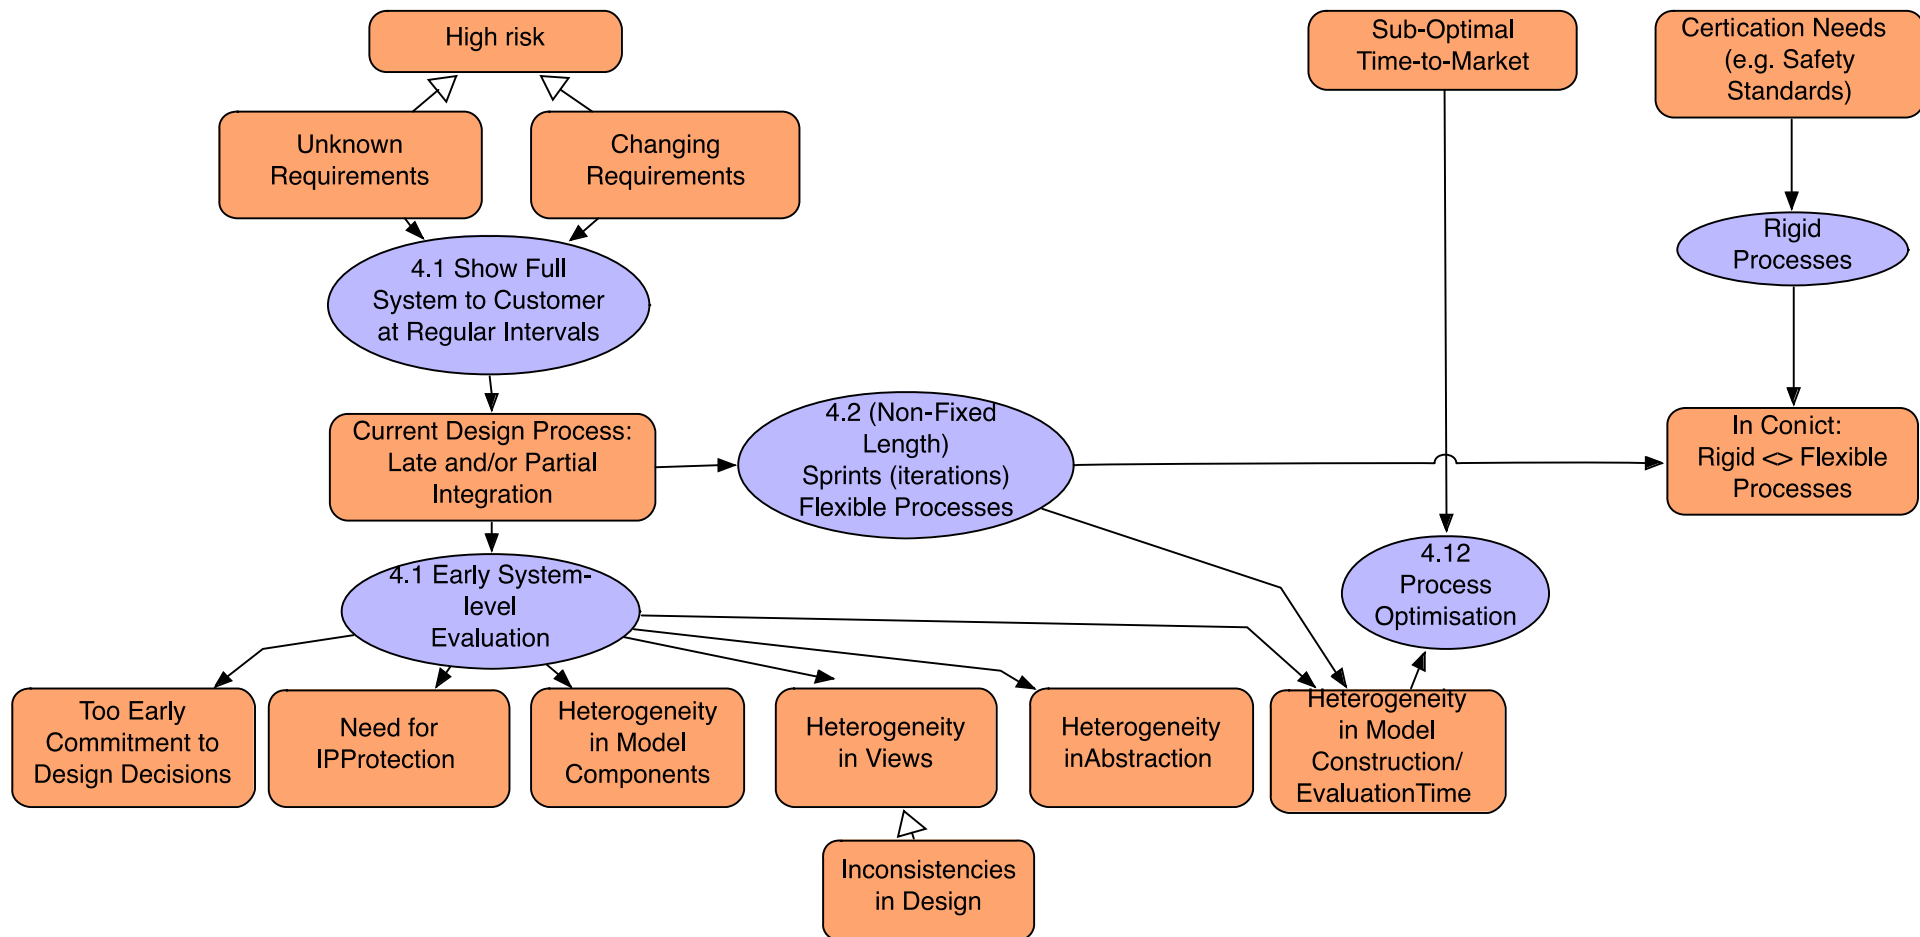 High risk
Sub-Optimal
Time-to-Market
Certication Needs
(e.g. Safety
Standards)
Unknown
Requirements
Changing
Requirements
Rigid
Processes
4.1 Show Full
System to Customer
at Regular Intervals
Current Design Process:
Late and/or Partial
Integration
4.2 (Non-Fixed
Length)
Sprints (iterations)
Flexible Processes
In Conict:
Rigid <> Flexible
Processes
4.1 Early System-
level
Evaluation
4.12
Process
Optimisation
Too Early
Commitment to
Design Decisions
Need for
IPProtection
Heterogeneity
in Model
Components
Heterogeneity
in Views
Heterogeneity
inAbstraction
Heterogeneity
in Model
Construction/
EvaluationTime
Inconsistencies
in Design